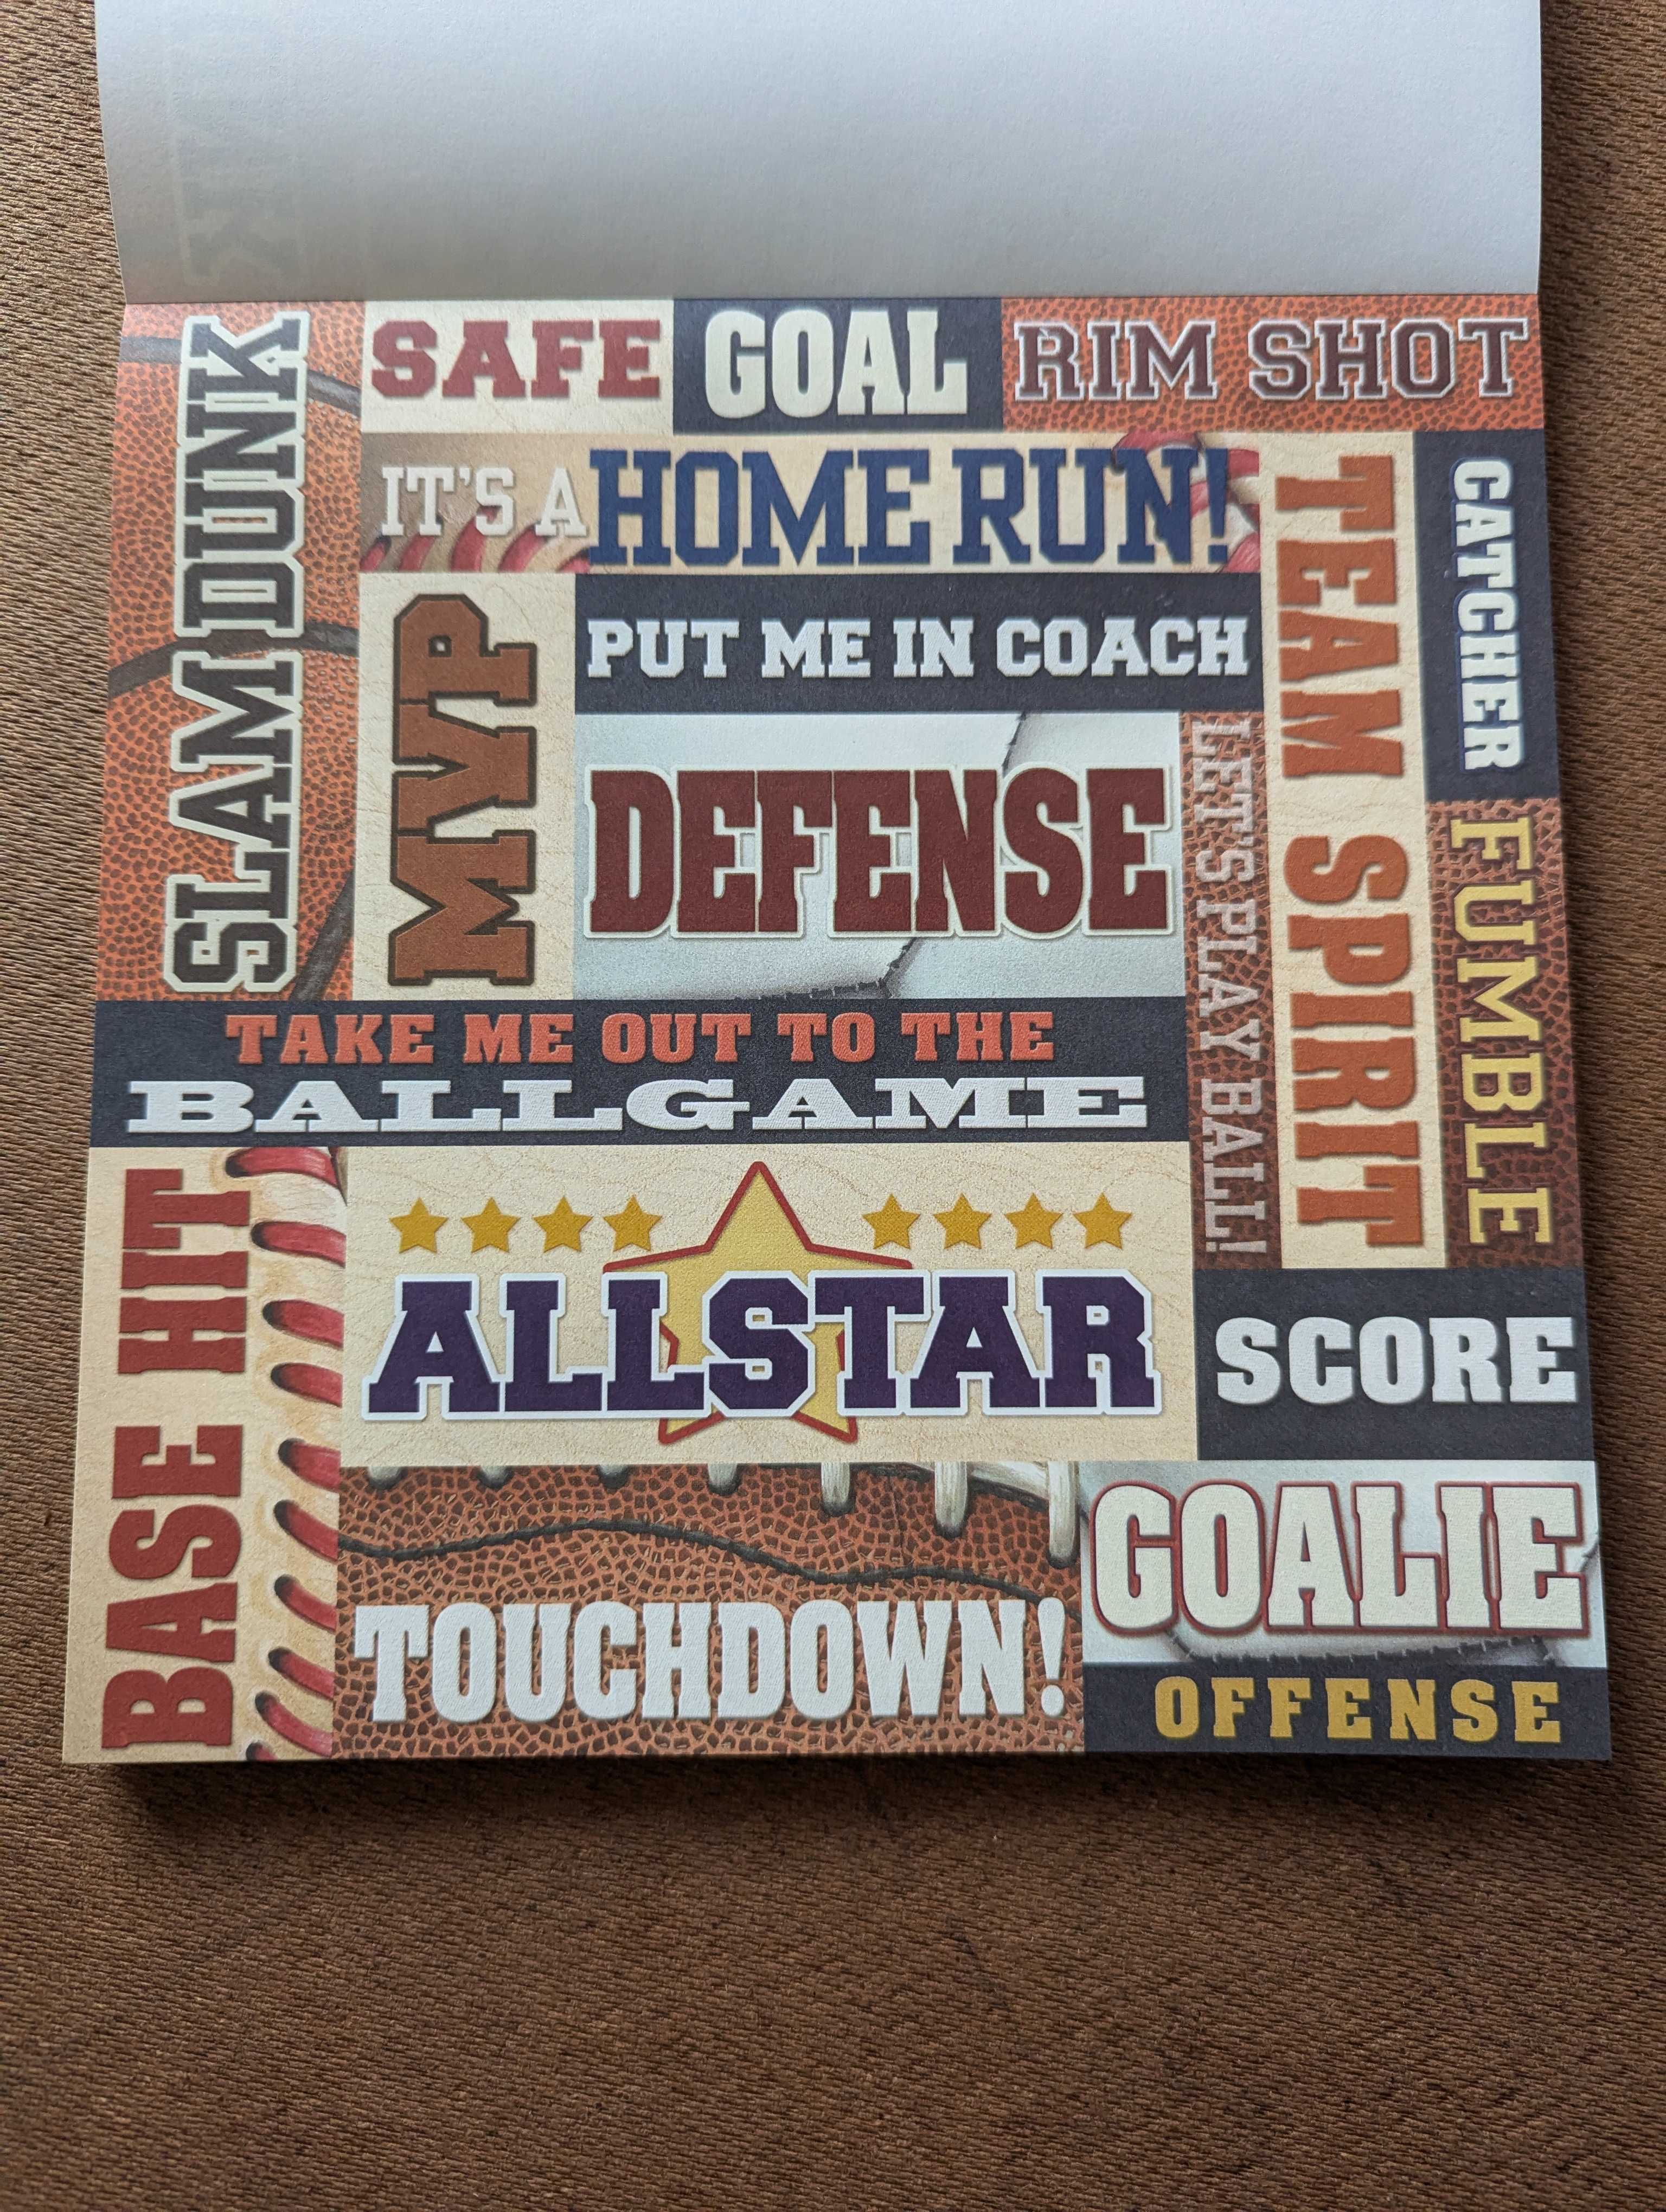 SLAM DUNK
SAFE
GOAL
RIM SHOT
IT'S A HOME RUN!
TEAM SPIRIT
CATCHER
MVP
PUT ME IN COACH
DEFENSE
LET'S PLAY BALL!
FUMBLE
TAKE ME OUT TO THE
BALLGAME
BASE HIT
ALLSTAR
SCORE
TOUCHDOWN!
GOALIE
OFFENSE